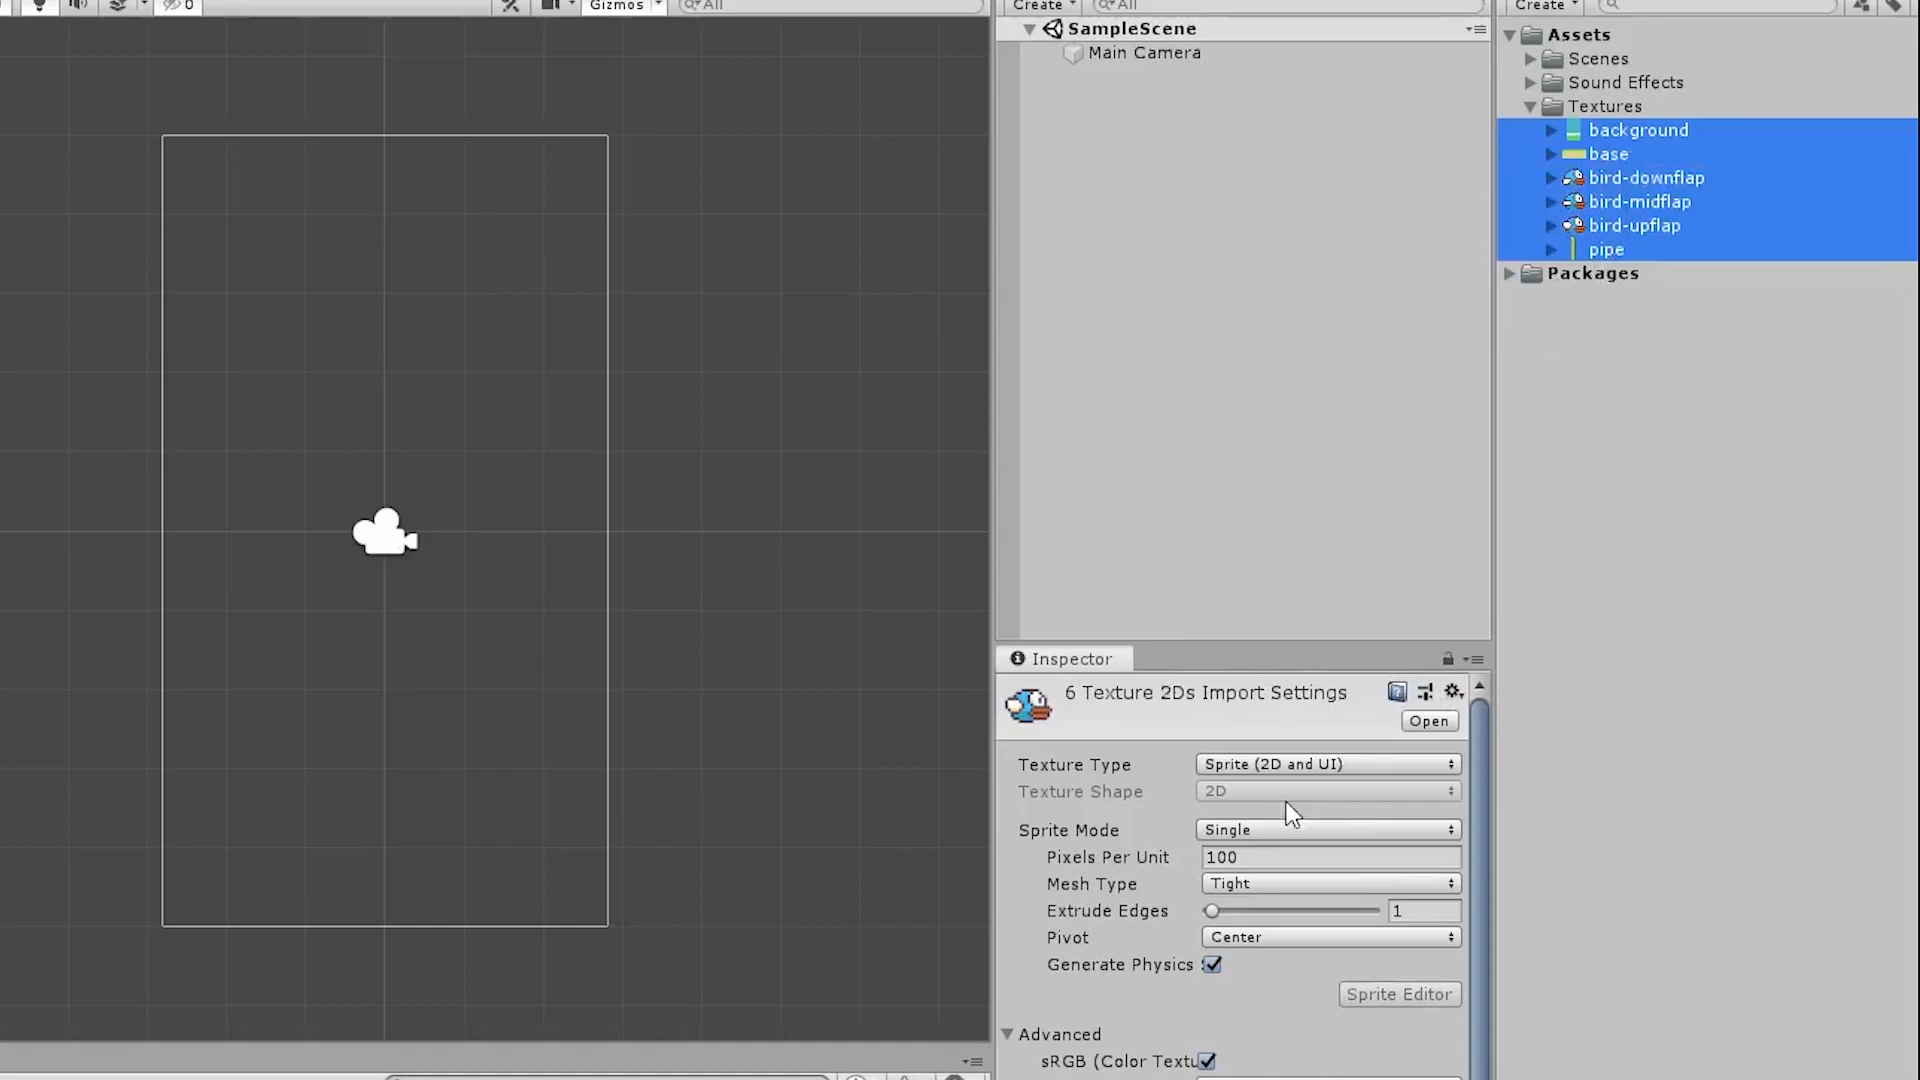 0
Gizmos
All
Create
All
Create
SampleScene
Main Camera
Assets
Scenes
Sound Effects
Textures
background
base
bird-downflap
bird-midflap
bird-upflap
pipe
Packages
Inspector
6 Texture 2Ds Import Settings
Open
Texture Type Sprite (2D and UI)
Texture Shape 2D
Sprite Mode Single
Pixels Per Unit 100
Mesh Type Tight
Extrude Edges 1
Pivot Center
Generate Physics
Sprite Editor
Advanced
sRGB (Color Textu